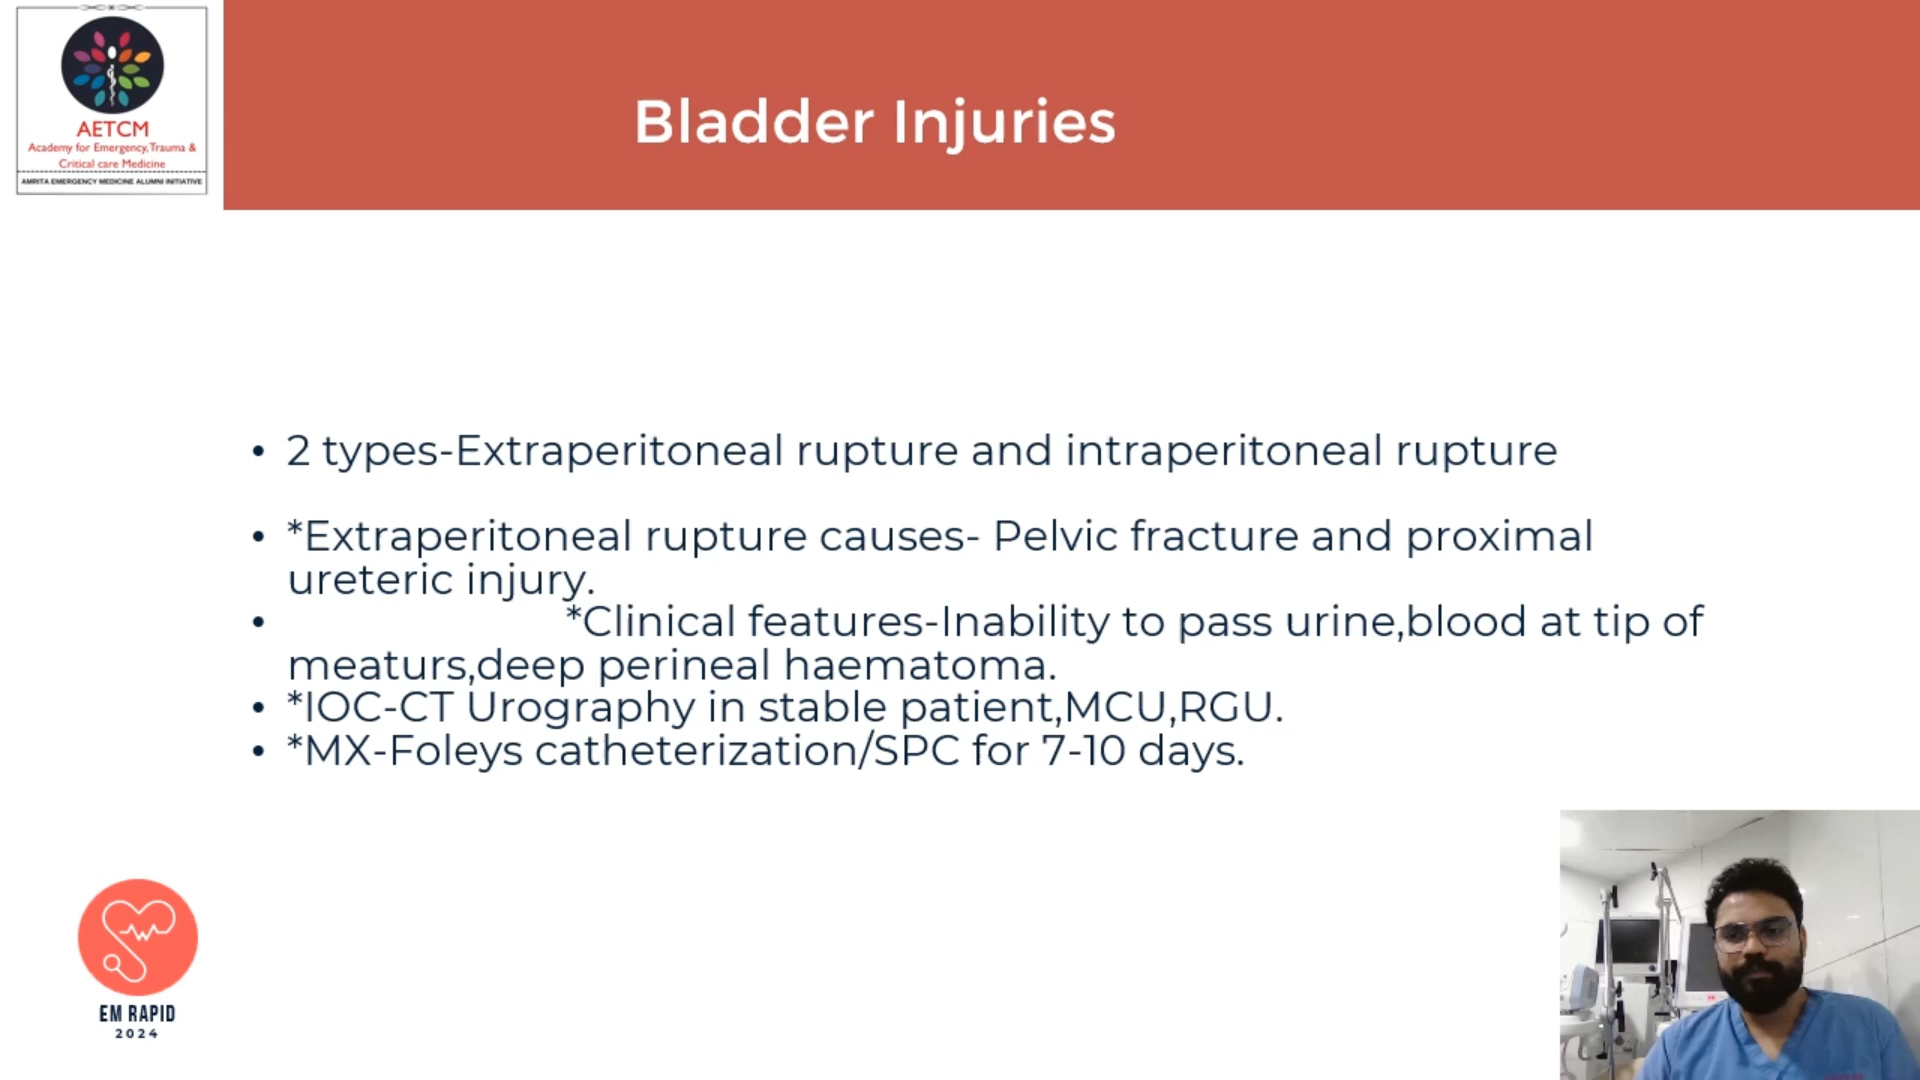 AETCM
Academy for Emergency, Trauma &
Critical care Medicine
AMRITA EMERGENCY MEDICINE ALUMNI INITIATIVE
Bladder Injuries
• 2 types-Extraperitoneal rupture and intraperitoneal rupture
• *Extraperitoneal rupture causes- Pelvic fracture and proximal
ureteric injury.
• *Clinical features-Inability to pass urine,blood at tip of
meaturs,deep perineal haematoma.
• *IOC-CT Urography in stable patient,MCU,RGU.
• *MX-Foleys catheterization/SPC for 7-10 days.
EM RAPID
2024